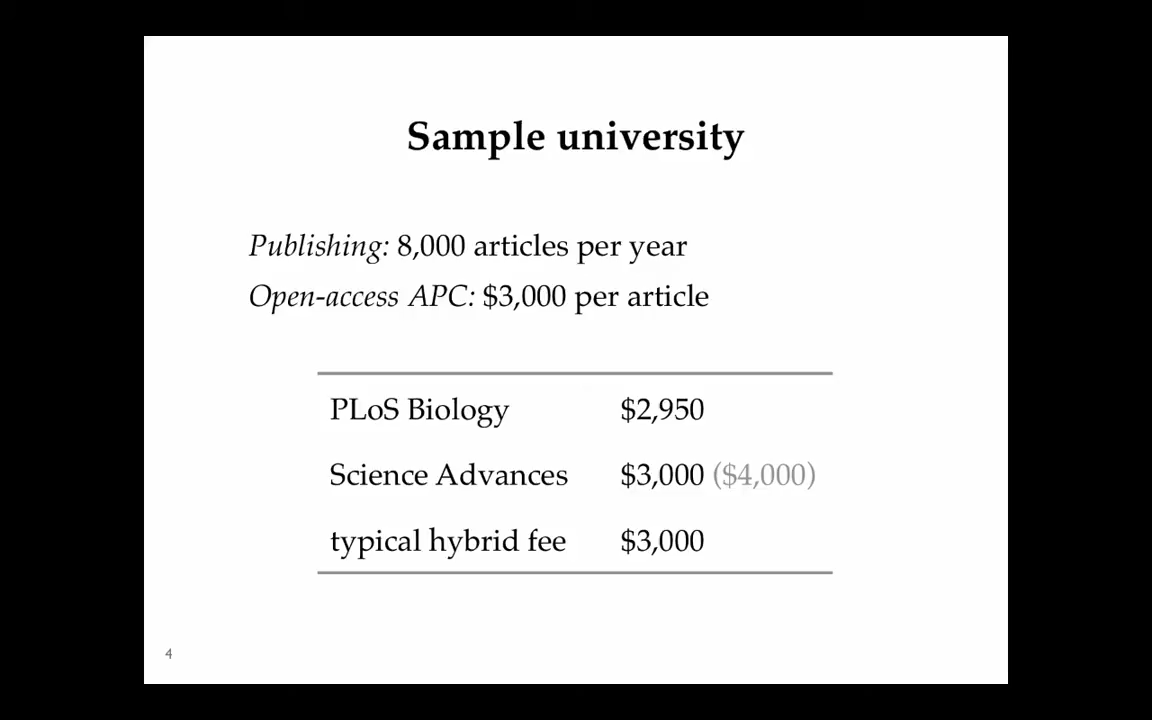 Sample university
Publishing: 8,000 articles per year
Open-access APC: $3,000 per article
PLoS Biology $2,950
Science Advances $3,000 ($4,000)
typical hybrid fee $3,000
4